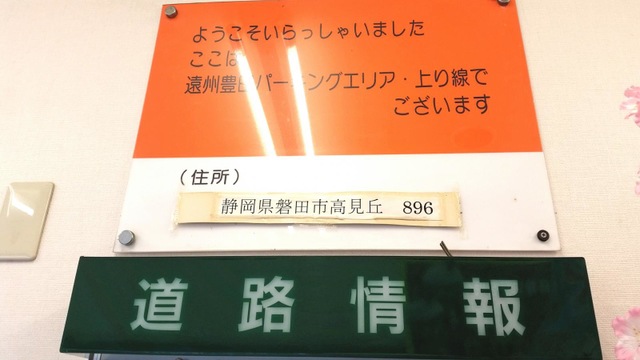 ようこそいらっしゃいました
ここは
遠州豊田パーキングエリア・上り線で
ございます
(住所)
静岡県磐田市高見丘 896
道路情報